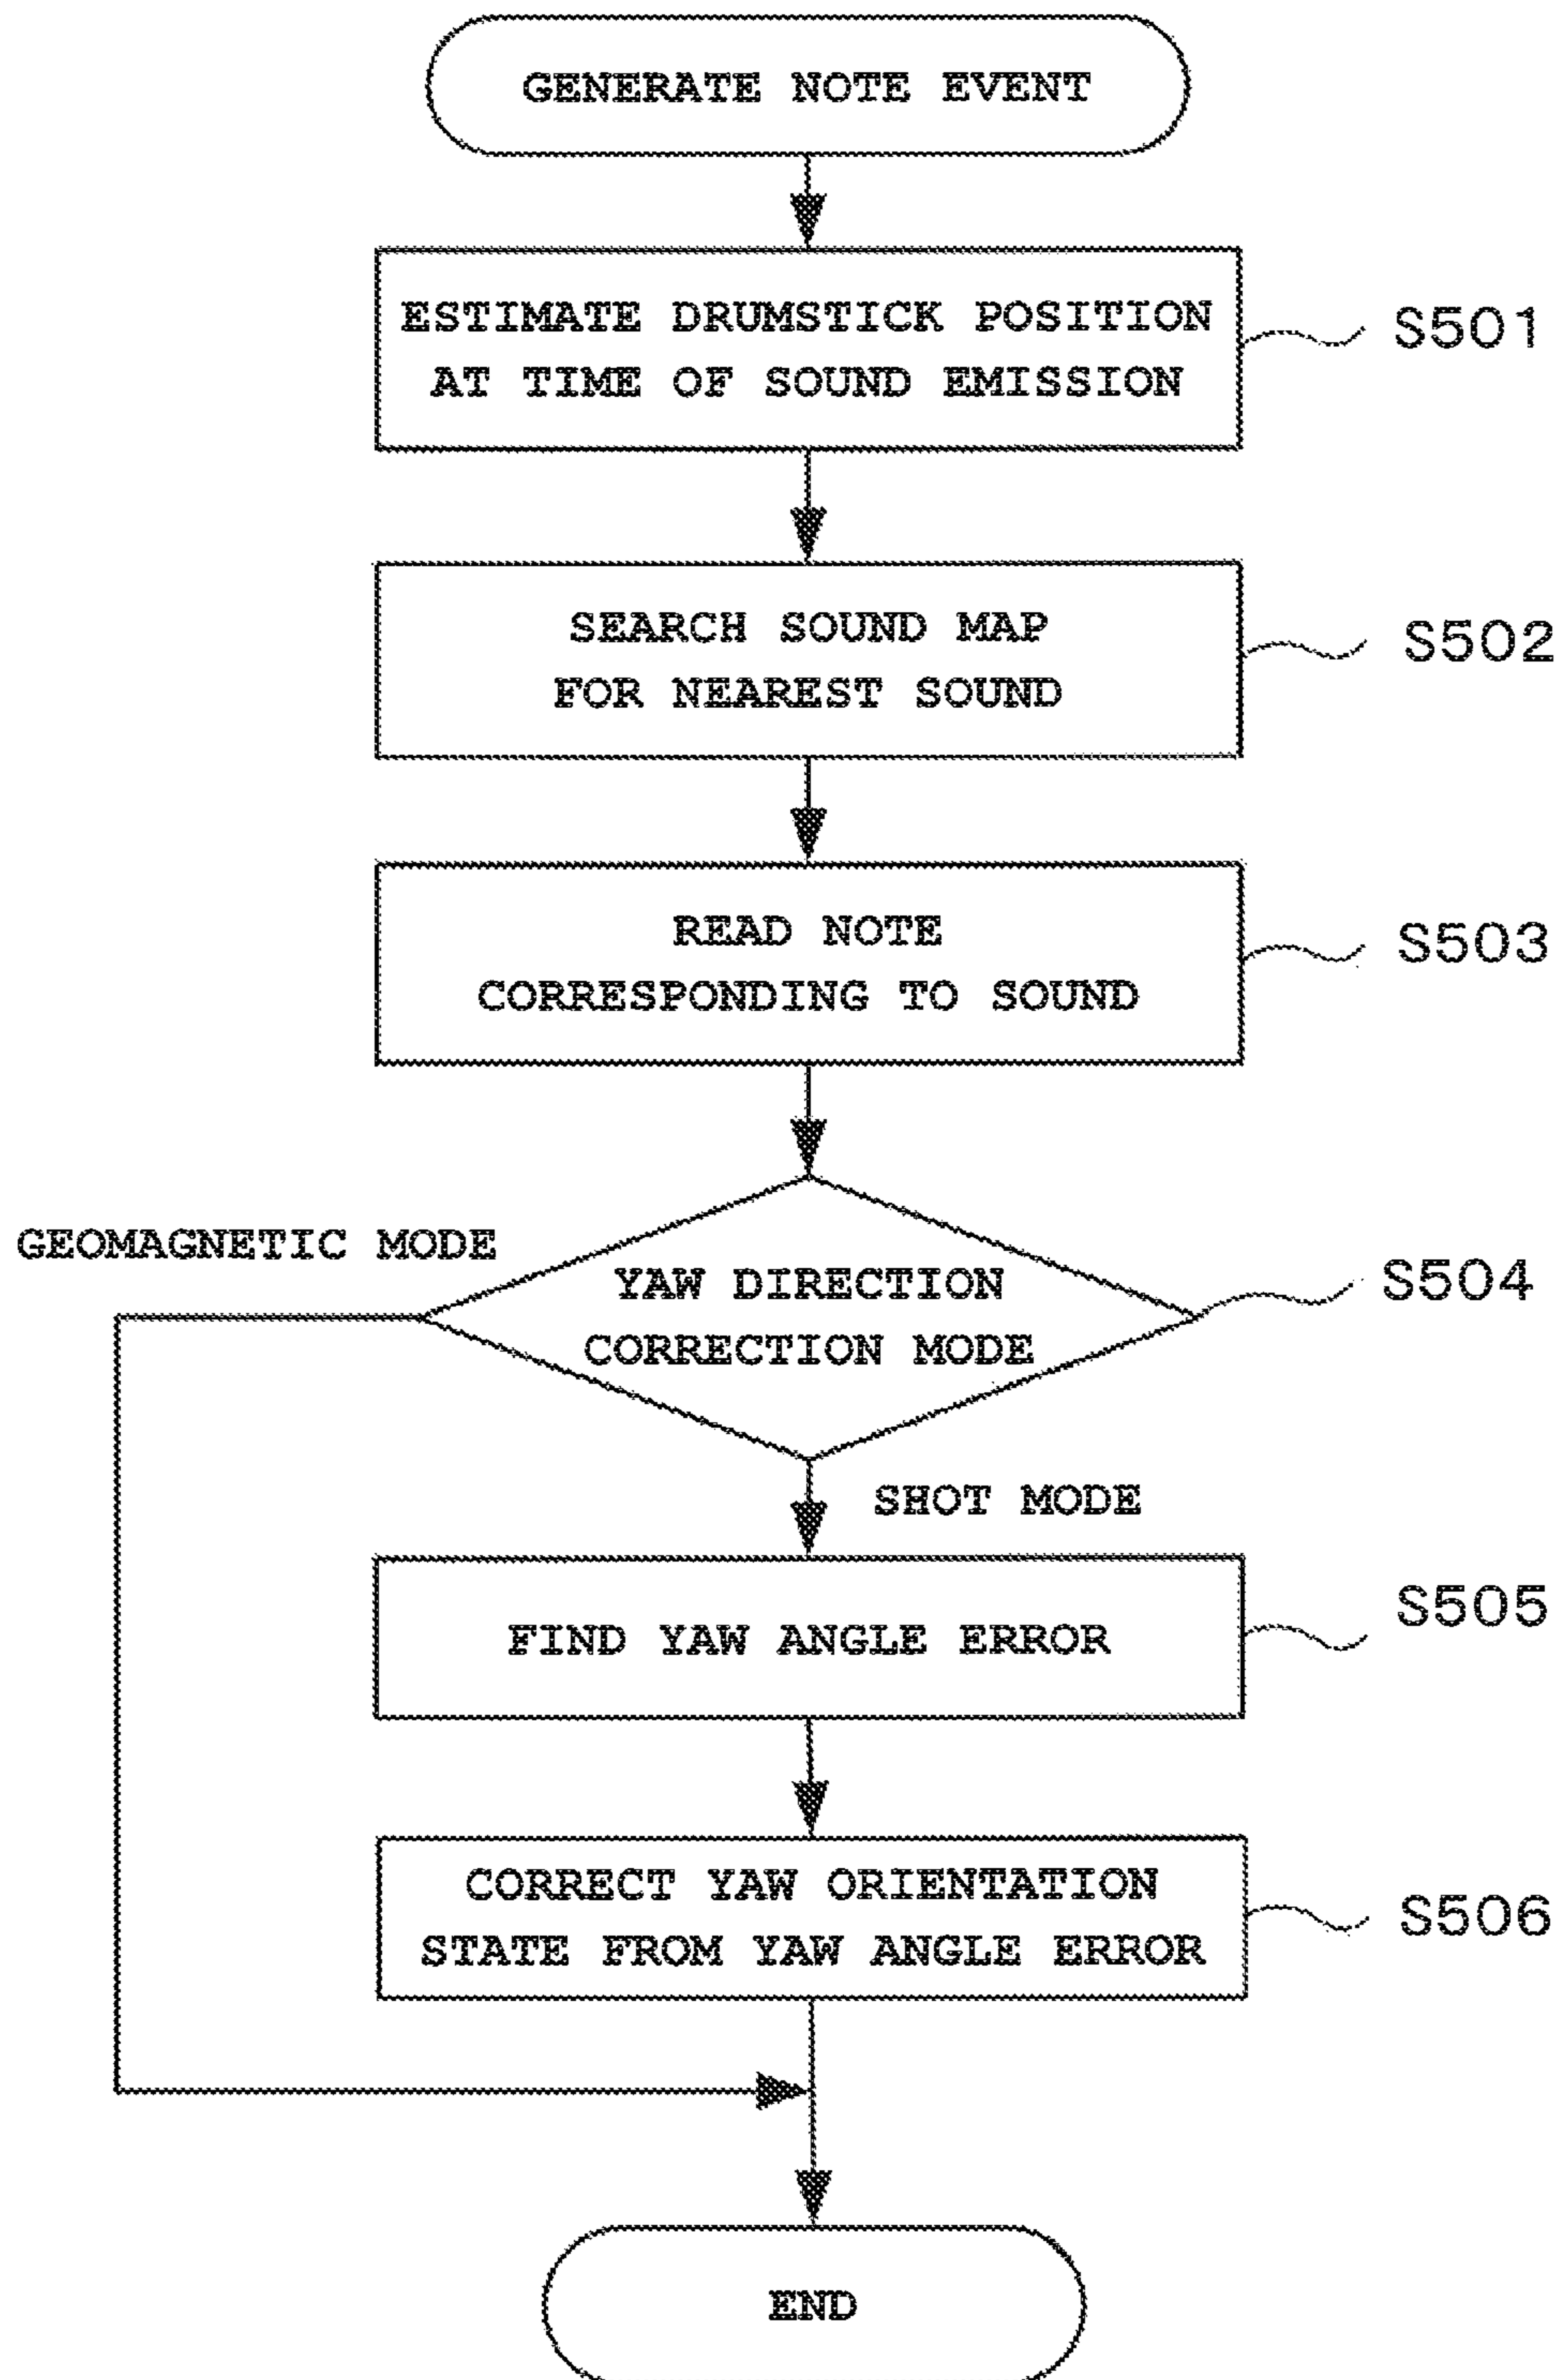 GENERATE NOTE EVENT
ESTIMATE DRUMSTICK POSITION
AT TIME OF SOUND EMISSION
S501
SEARCH SOUND MAP
FOR NEAREST SOUND
S502
READ NOTE
CORRESPONDING TO SOUND
S503
GEOMAGNETIC MODE
YAW DIRECTION
CORRECTION MODE
S504
SHOT MODE
FIND YAW ANGLE ERROR
S505
CORRECT YAW ORIENTATION
STATE FROM YAW ANGLE ERROR
S506
END